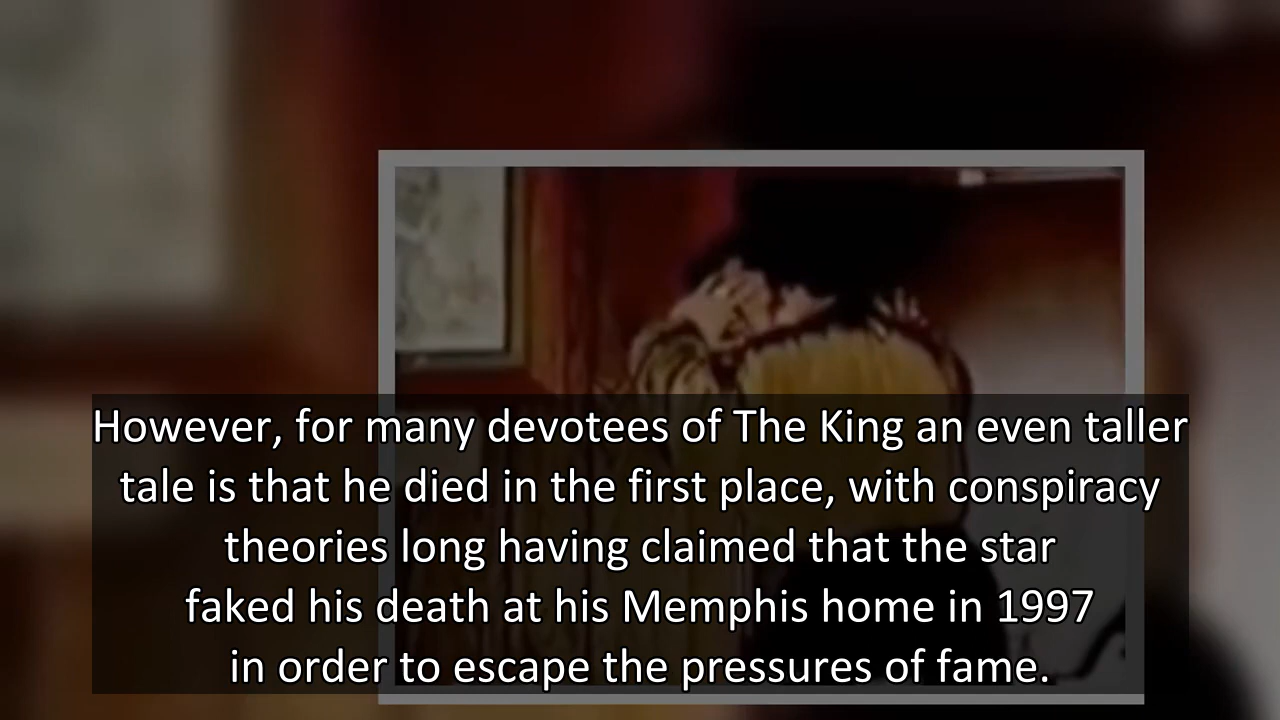 However, for many devotees of The King an even taller
tale is that he died in the first place, with conspiracy
theories long having claimed that the star
faked his death at his Memphis home in 1997
in order to escape the pressures of fame.